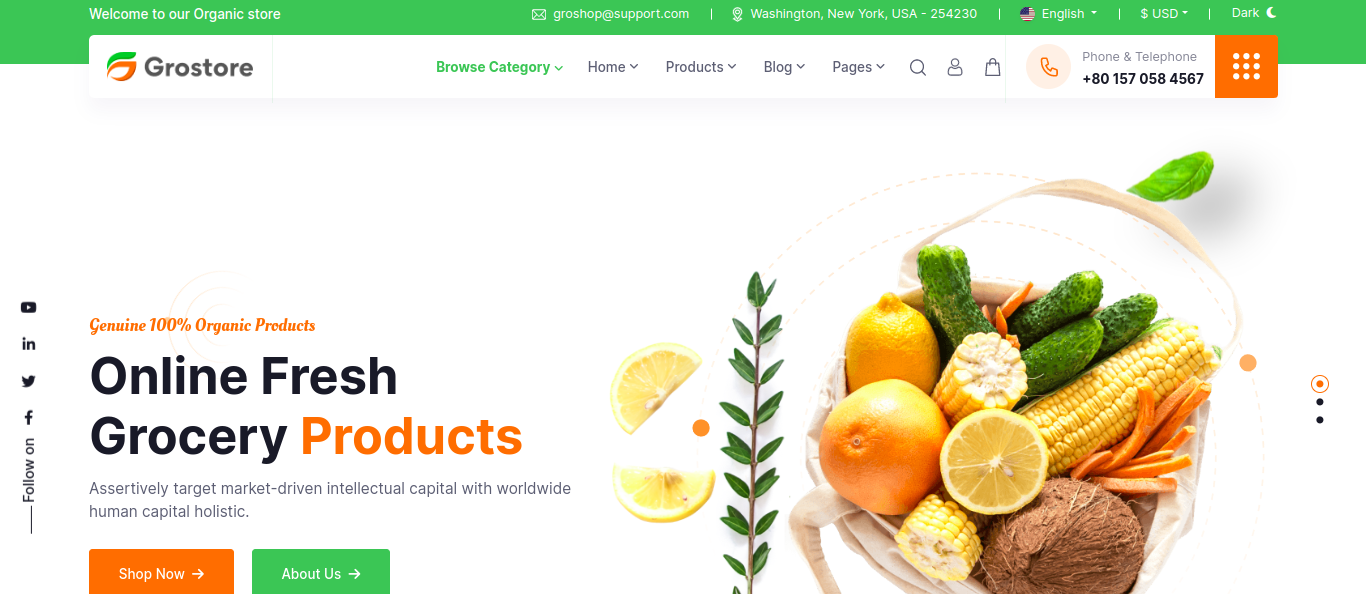 Welcome to our Organic store
groshop@support.com
Washington, New York, USA - 254230
English
$ USD
Dark
Grostore
Browse Category
Home
Products
Blog
Pages
Phone & Telephone
+80 157 058 4567
Genuine 100% Organic Products
Online Fresh
Grocery Products
Assertively target market-driven intellectual capital with worldwide
human capital holistic.
Shop Now
About Us
Follow on